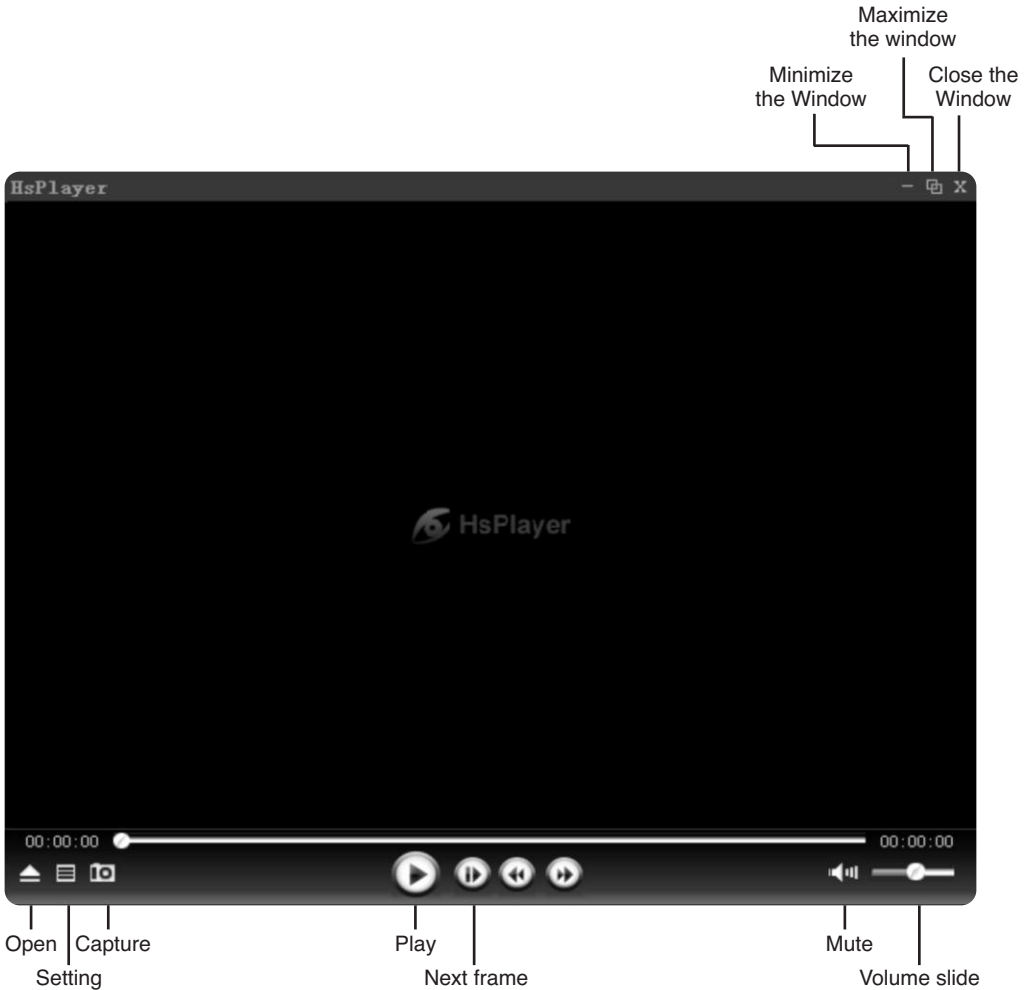 Maximize
the window
Minimize
the Window
Close the
Window
HsPlayer
HsPlayer
00:00:00
00:00:00
Open
Capture
Play
Mute
Setting
Next frame
Volume slide